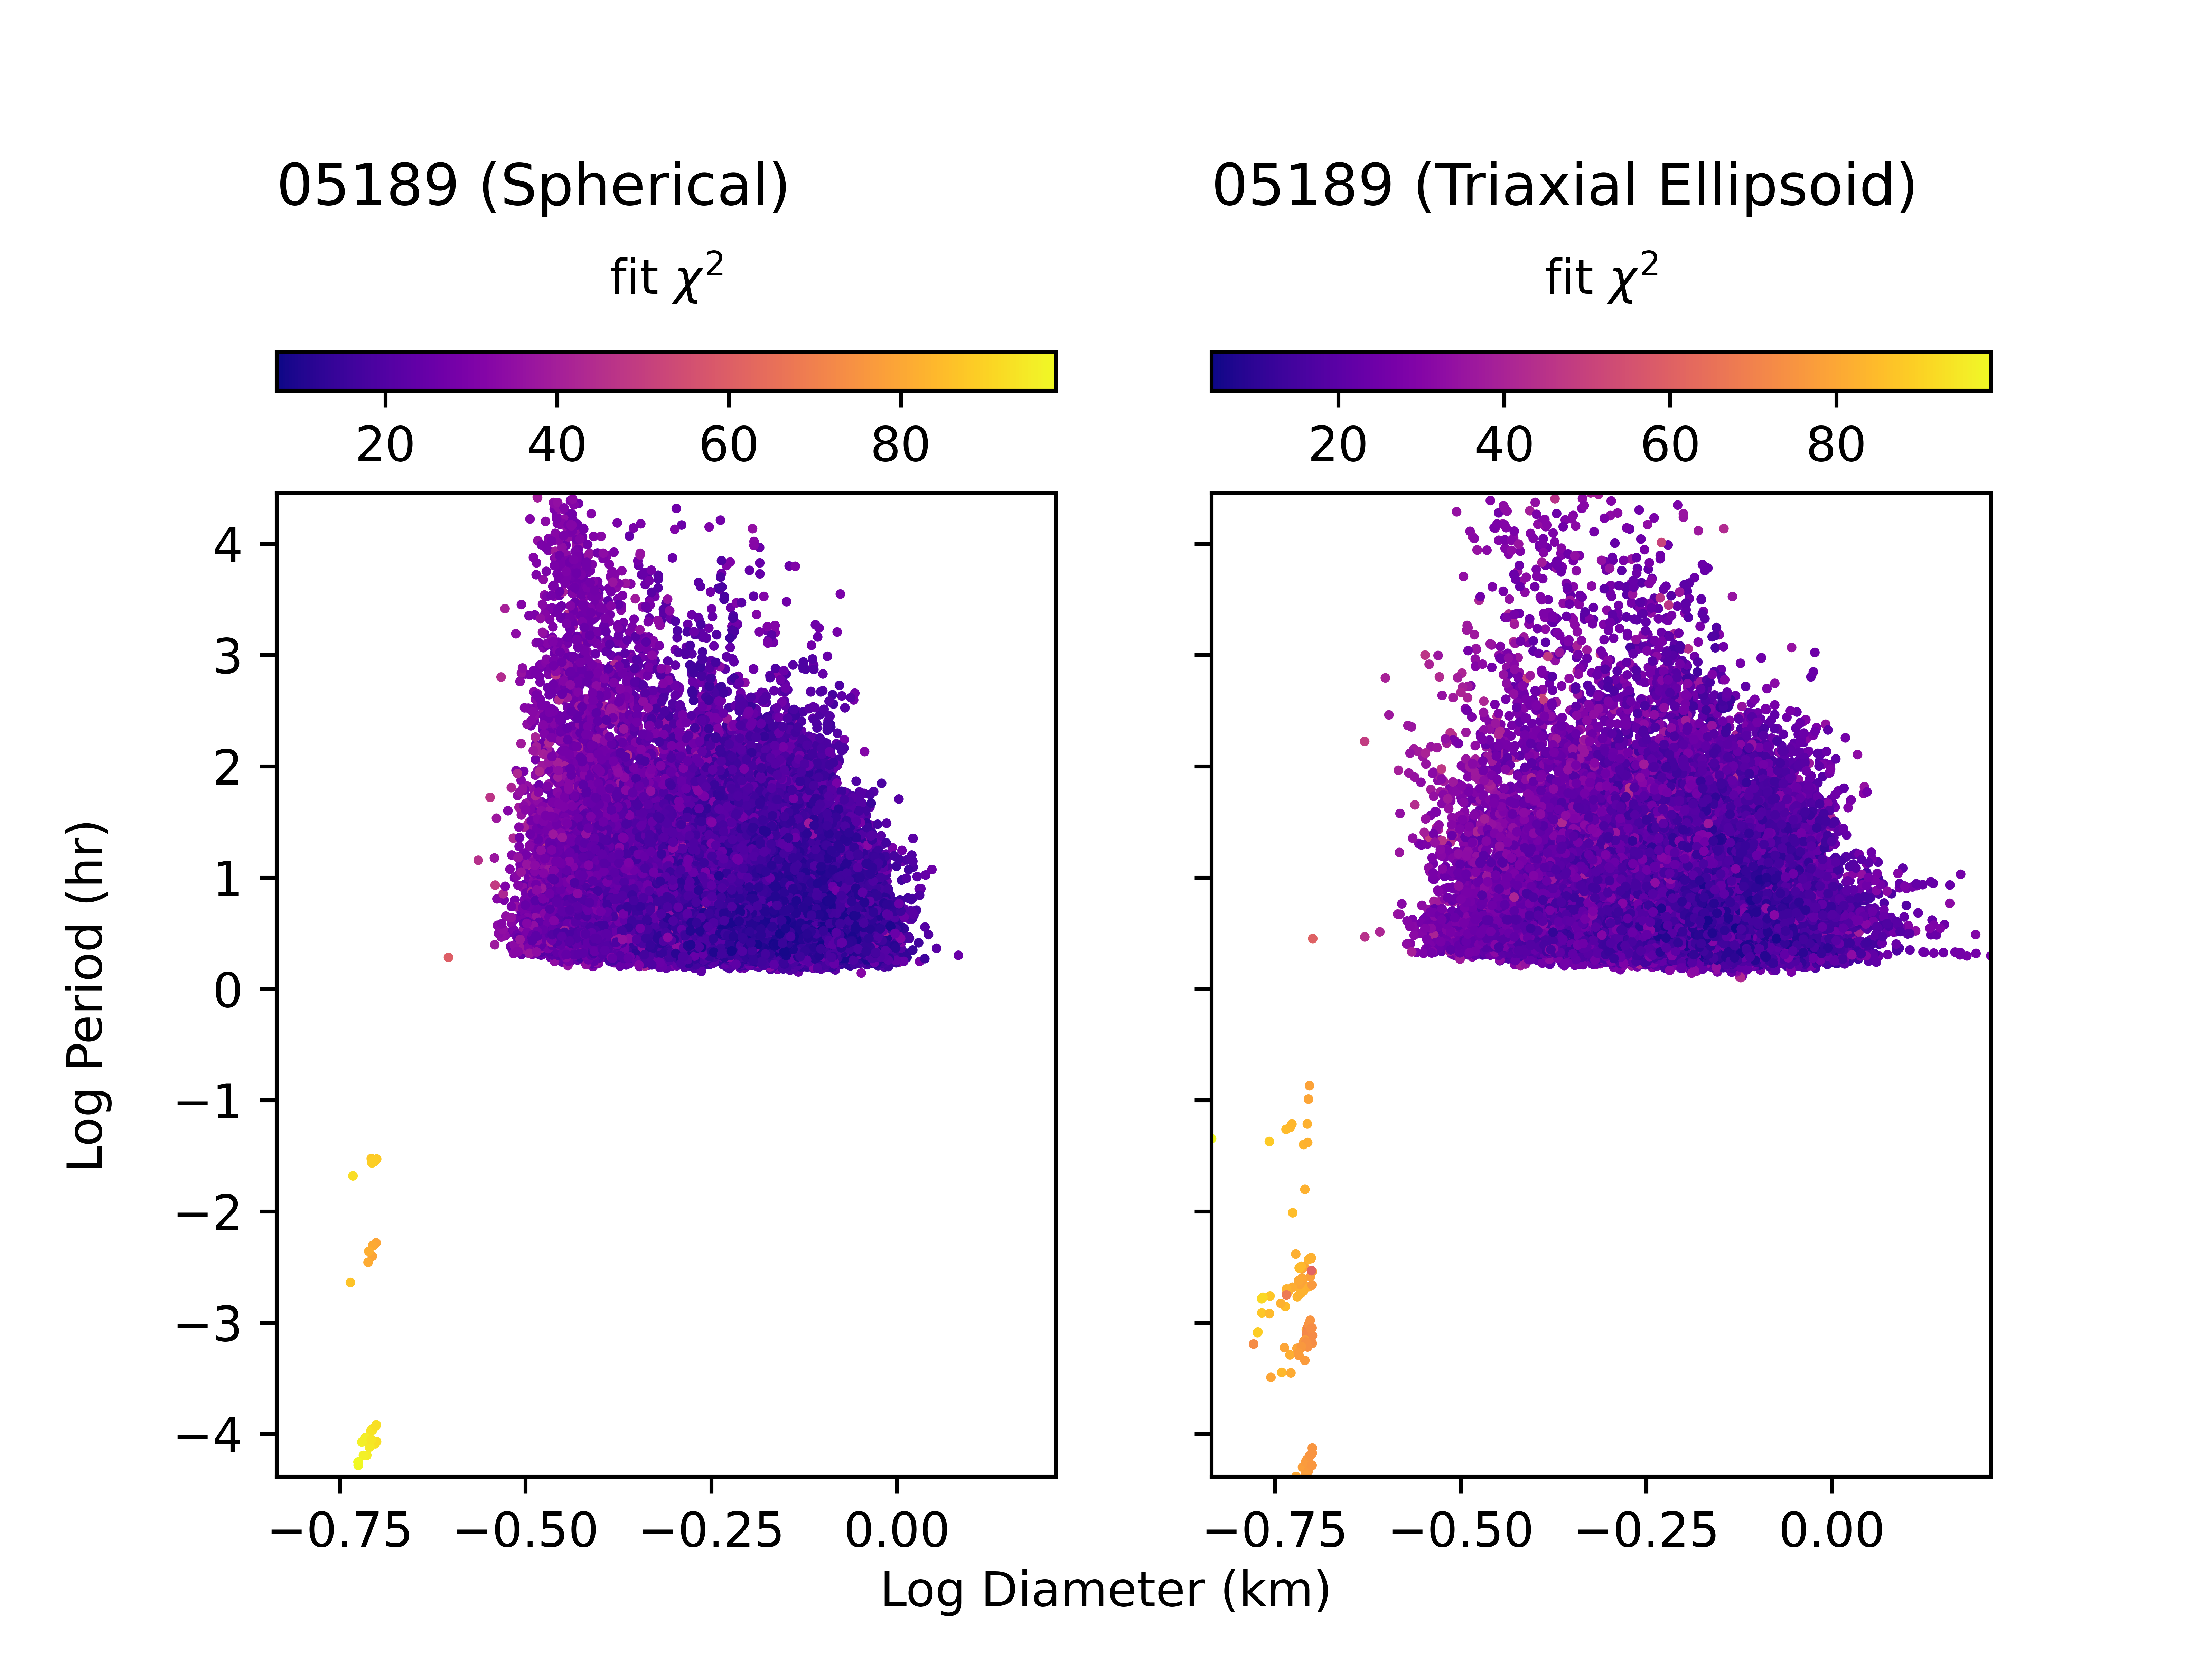 05189 (Spherical)
05189 (Triaxial Ellipsoid)
fit χ²
fit χ²
20 40 60 80
20 40 60 80
4
3
2
1
0
−1
−2
−3
−4
Log Period (hr)
−0.75 −0.50 −0.25 0.00
−0.75 −0.50 −0.25 0.00
Log Diameter (km)